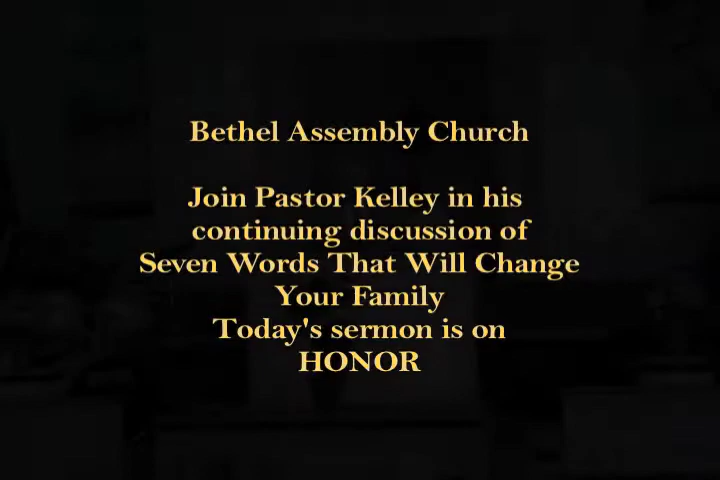 Bethel Assembly Church
Join Pastor Kelley in his
continuing discussion of
Seven Words That Will Change
Your Family
Today's sermon is on
HONOR